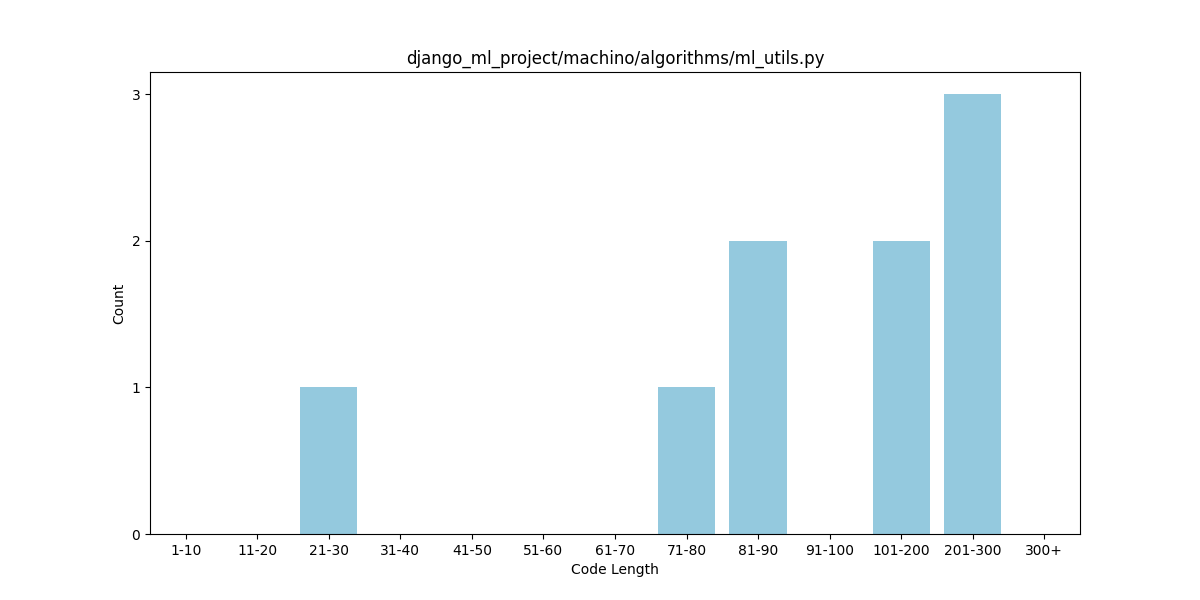 django_ml_project/machino/algorithms/ml_utils.py
3
2
1
0
Count
1-10 11-20 21-30 31-40 41-50 51-60 61-70 71-80 81-90 91-100 101-200 201-300 300+
Code Length